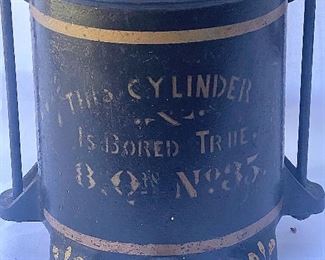 THIS CYLINDER
IS BORED TRUE.
No. 35.